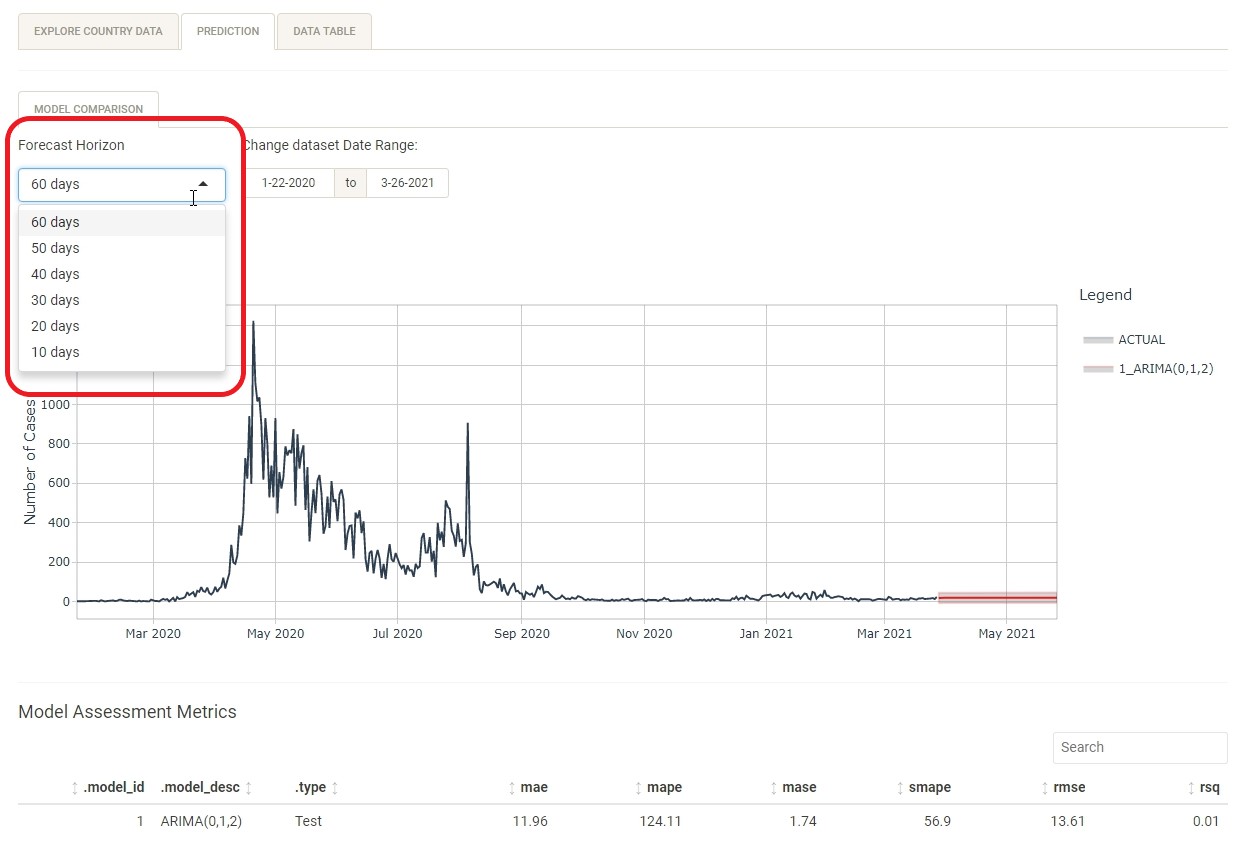 EXPLORE COUNTRY DATA PREDICTION DATA TABLE
MODEL COMPARISON
Forecast Horizon Change dataset Date Range:
60 days 1-22-2020 to 3-26-2021
60 days
50 days
40 days
30 days
20 days
10 days
Legend
ACTUAL
1_ARIMA(0,1,2)
Number of Cases
1000
800
600
400
200
0
Mar 2020 May 2020 Jul 2020 Sep 2020 Nov 2020 Jan 2021 Mar 2021 May 2021
Model Assessment Metrics
Search
.model_id .model_desc .type mae mape mase smape rmse rsq
1 ARIMA(0,1,2) Test 11.96 124.11 1.74 56.9 13.61 0.01